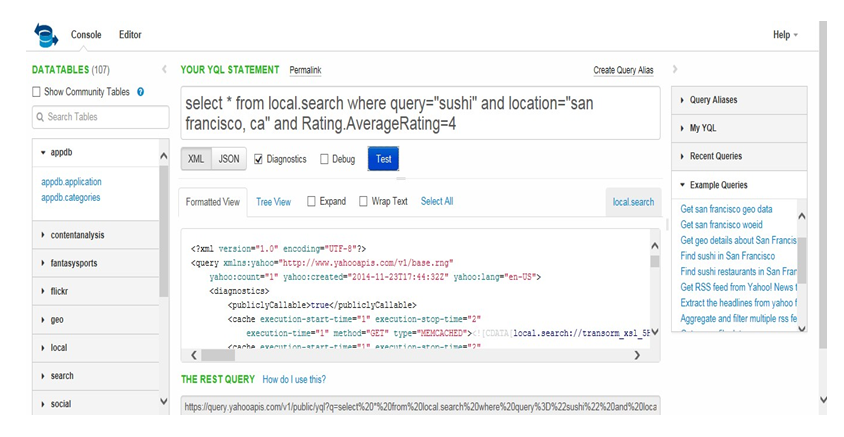 Console Editor Help
DATATABLES (107)
Show Community Tables
Search Tables
appdb
appdb.application
appdb.categories
contentanalysis
fantasysports
flickr
geo
local
search
social
YOUR YQL STATEMENT Permalink Create Query Alias
select * from local.search where query="sushi" and location="san
francisco, ca" and Rating.AverageRating=4
XML JSON Diagnostics Debug Test
Formatted View Tree View Expand Wrap Text Select All local.search
<?xml version="1.0" encoding="UTF-8"?>
<query xmlns:yahoo="http://www.yahooapis.com/v1/base.rng"
yahoo:count="1" yahoo:created="2014-11-23T17:44:32Z" yahoo:lang="en-US">
<diagnostics>
<publiclyCallable>true</publiclyCallable>
<cache execution-start-time="1" execution-stop-time="2"
execution-time="1" method="GET" type="MEMCACHED"><![CDATA[local.search://transorm_xsl_
<cache execution-start-time="1" execution-stop-time="2"
THE REST QUERY How do I use this?
https://query.yahooapis.com/v1/public/yql?q=select%20*%20from%20local.search%20where%20query%3D%22sushi%22%20and%20loca
Query Aliases
My YQL
Recent Queries
Example Queries
Get san francisco geo data
Get san francisco woeid
Get geo details about San Francis
Find sushi in San Francisco
Find sushi restaurants in San Fran
Get RSS feed from Yahoo! News
Extract the headlines from yahoo f
Aggregate and filter multiple rss fe